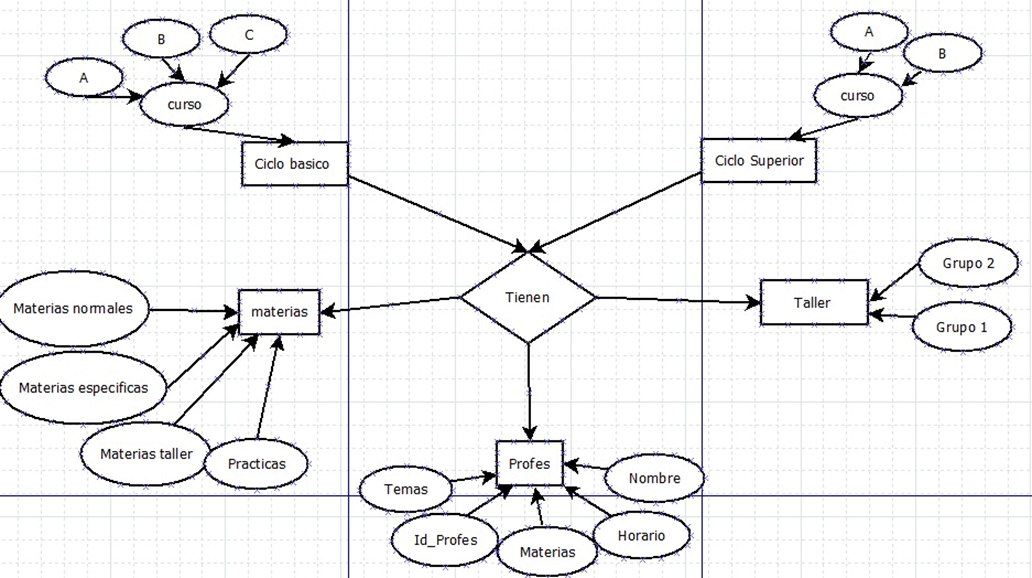 A
B
C
curso
Ciclo basico
A
B
curso
Ciclo Superior
Tienen
Materias normales
Materias especificas
Materias taller
Practicas
materias
Taller
Grupo 2
Grupo 1
Profes
Temas
Id_Profes
Materias
Horario
Nombre